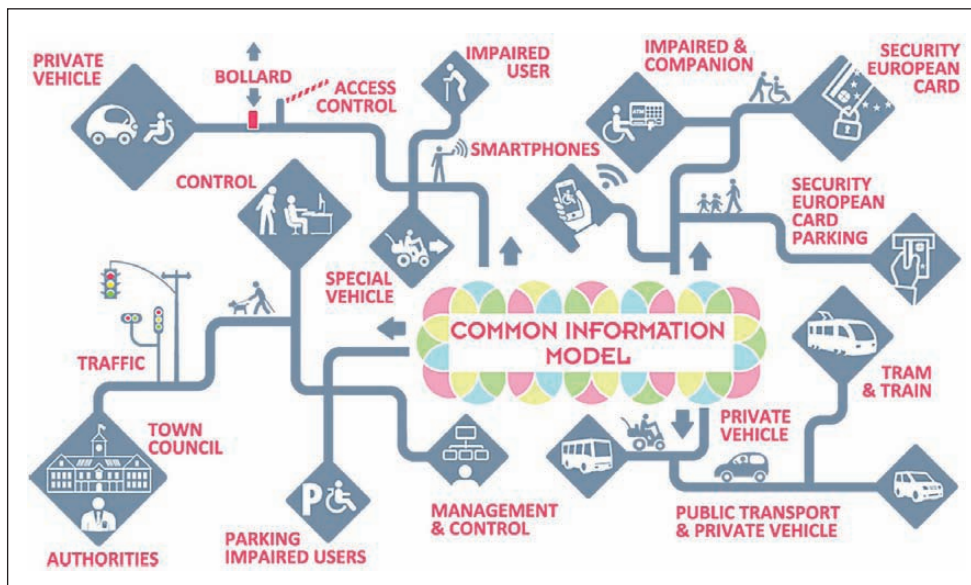 PRIVATE
VEHICLE
BOLLARD
ACCESS
CONTROL
IMPAIRED
USER
IMPAIRED &
COMPANION
ATM
SECURITY
EUROPEAN
CARD
CONTROL
SMARTPHONES
SECURITY
EUROPEAN
CARD
PARKING
SPECIAL
VEHICLE
COMMON INFORMATION
MODEL
TRAFFIC
TRAM
& TRAIN
TOWN
COUNCIL
PRIVATE
VEHICLE
P
MANAGEMENT
& CONTROL
PUBLIC TRANSPORT
& PRIVATE VEHICLE
AUTHORITIES
PARKING
IMPAIRED USERS